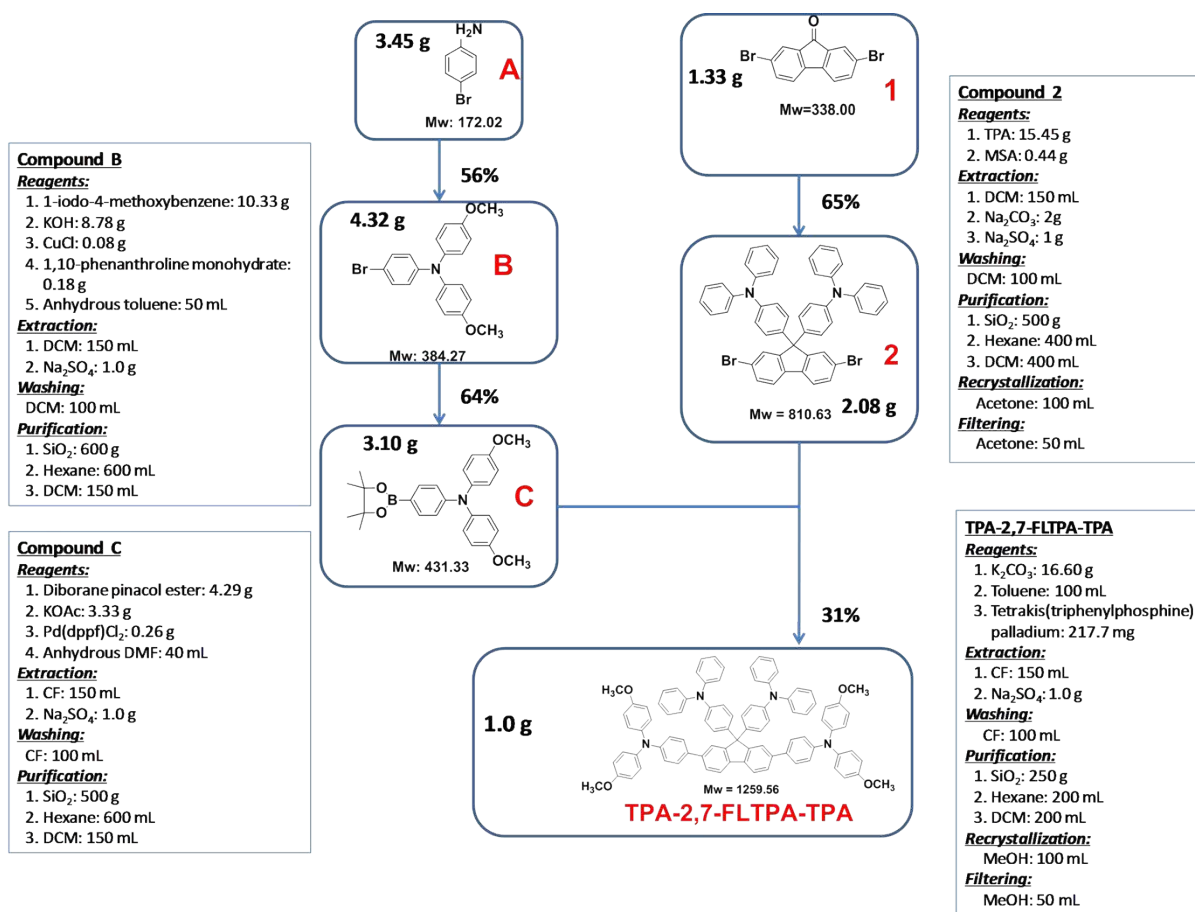 3.45 g
H₂N
Br
A
Mw: 172.02
56%
4.32 g
OCH₃
Br
N
B
OCH₃
Mw: 384.27
64%
3.10 g
OCH₃
O
B
O
N
C
OCH₃
Mw: 431.33
O
Br
Br
1.33 g
1
Mw=338.00
65%
N
N
2
Br
Br
Mw = 810.63
2.08 g
31%
1.0 g
H₃CO
N
N
OCH₃
N
N
H₃CO
OCH₃
Mw = 1259.56
TPA-2,7-FLTPA-TPA
Compound B
Reagents:
1. 1-iodo-4-methoxybenzene: 10.33 g
2. KOH: 8.78 g
3. CuCl: 0.08 g
4. 1,10-phenanthroline monohydrate:
0.18 g
5. Anhydrous toluene: 50 mL
Extraction:
1. DCM: 150 mL
2. Na₂SO₄: 1.0 g
Washing:
DCM: 100 mL
Purification:
1. SiO₂: 600 g
2. Hexane: 600 mL
3. DCM: 150 mL
Compound C
Reagents:
1. Diborane pinacol ester: 4.29 g
2. KOAc: 3.33 g
3. Pd(dppf)Cl₂: 0.26 g
4. Anhydrous DMF: 40 mL
Extraction:
1. CF: 150 mL
2. Na₂SO₄: 1.0 g
Washing:
CF: 100 mL
Purification:
1. SiO₂: 500 g
2. Hexane: 600 mL
3. DCM: 150 mL
Compound 2
Reagents:
1. TPA: 15.45 g
2. MSA: 0.44 g
Extraction:
1. DCM: 150 mL
2. Na₂CO₃: 2g
3. Na₂SO₄: 1 g
Washing:
DCM: 100 mL
Purification:
1. SiO₂: 500 g
2. Hexane: 400 mL
3. DCM: 400 mL
Recrystallization:
Acetone: 100 mL
Filtering:
Acetone: 50 mL
TPA-2,7-FLTPA-TPA
Reagents:
1. K₂CO₃: 16.60 g
2. Toluene: 100 mL
3. Tetrakis(triphenylphosphine)
palladium: 217.7 mg
Extraction:
1. CF: 150 mL
2. Na₂SO₄: 1.0 g
Washing:
CF: 100 mL
Purification:
1. SiO₂: 250 g
2. Hexane: 200 mL
3. DCM: 200 mL
Recrystallization:
MeOH: 100 mL
Filtering:
MeOH: 50 mL